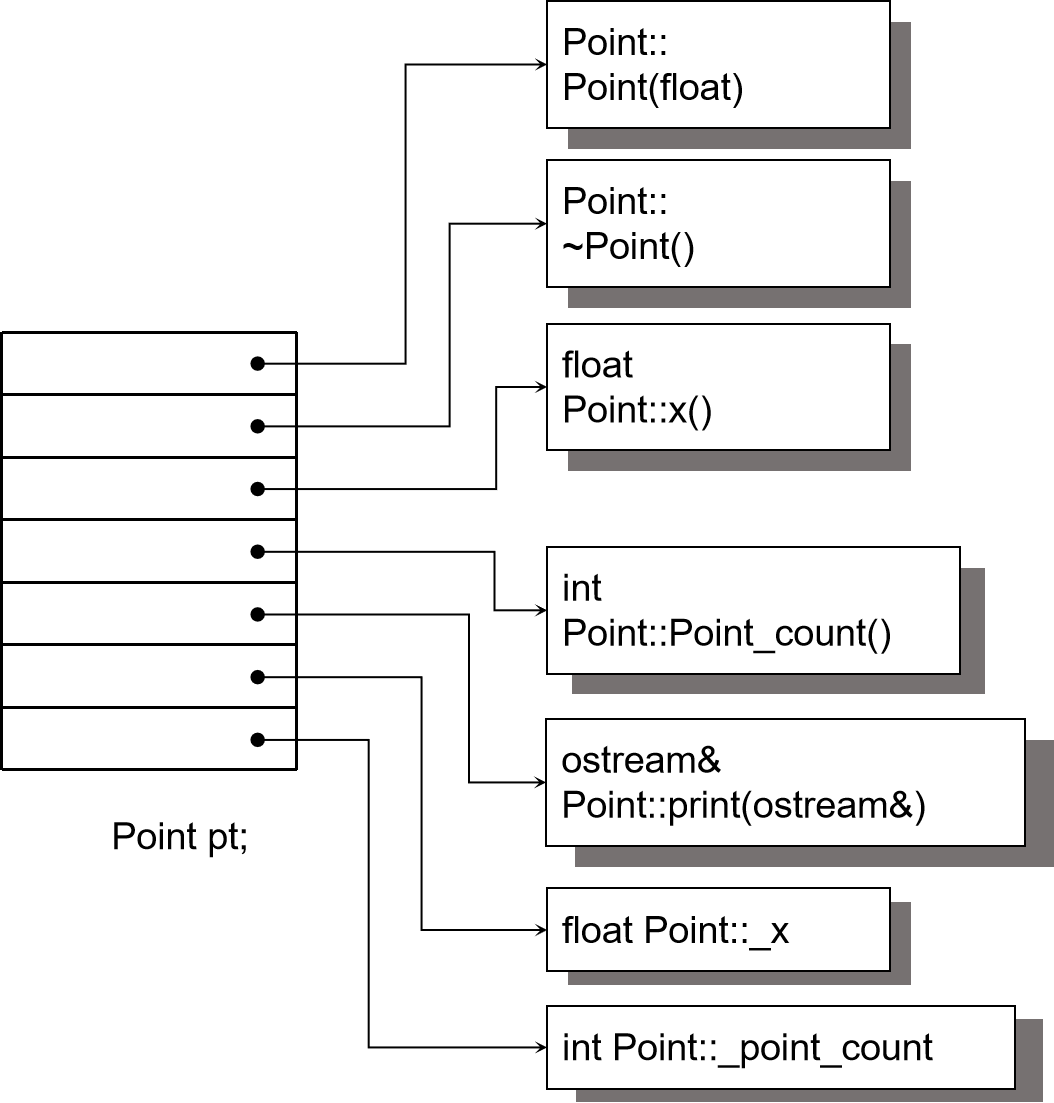 Point::
Point(float)
Point::
~Point()
float
Point::x()
int
Point::Point_count()
ostream&
Point::print(ostream&)
Point pt;
float Point::_x
int Point::_point_count